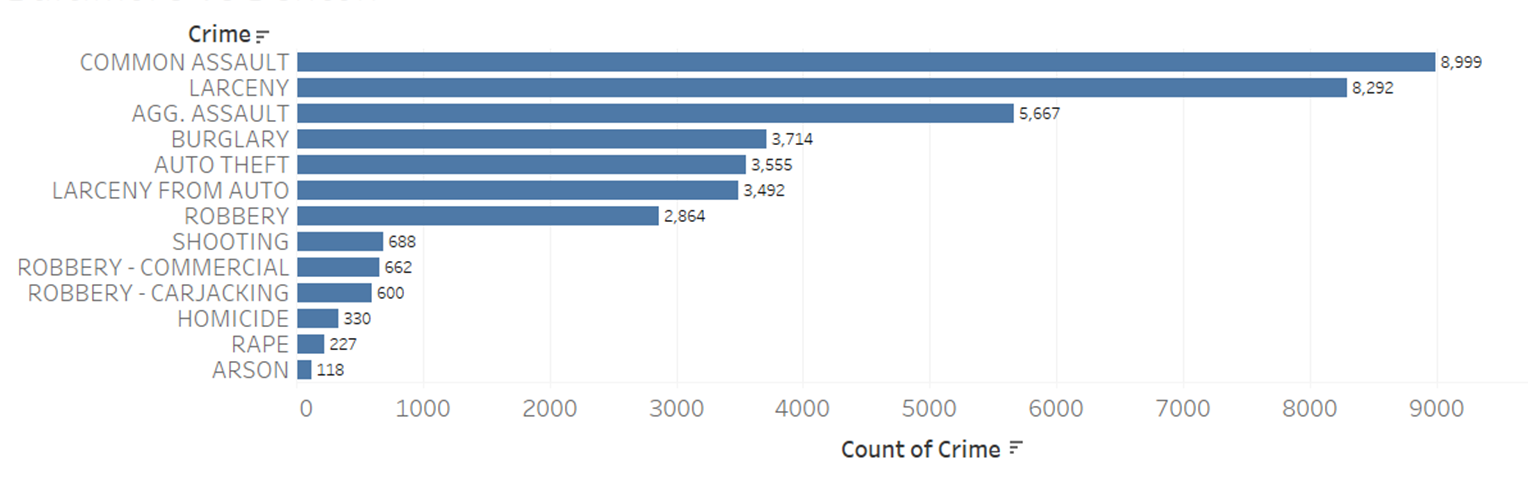 Crime
COMMON ASSAULT 8,999
LARCENY 8,292
AGG. ASSAULT 5,667
BURGLARY 3,714
AUTO THEFT 3,555
LARCENY FROM AUTO 3,492
ROBBERY 2,864
SHOOTING 688
ROBBERY - COMMERCIAL 662
ROBBERY - CARJACKING 600
HOMICIDE 330
RAPE 227
ARSON 118
0 1000 2000 3000 4000 5000 6000 7000 8000 9000
Count of Crime